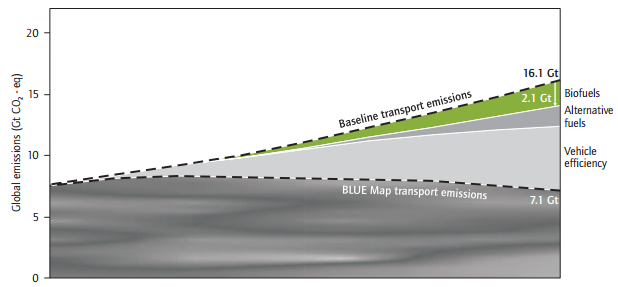 Global emissions (Gt CO2 - eq)
20
15
10
5
0
Baseline transport emissions
16.1 Gt
2.1 Gt
Biofuels
Alternative
fuels
Vehicle
efficiency
BLUE Map transport emissions
7.1 Gt